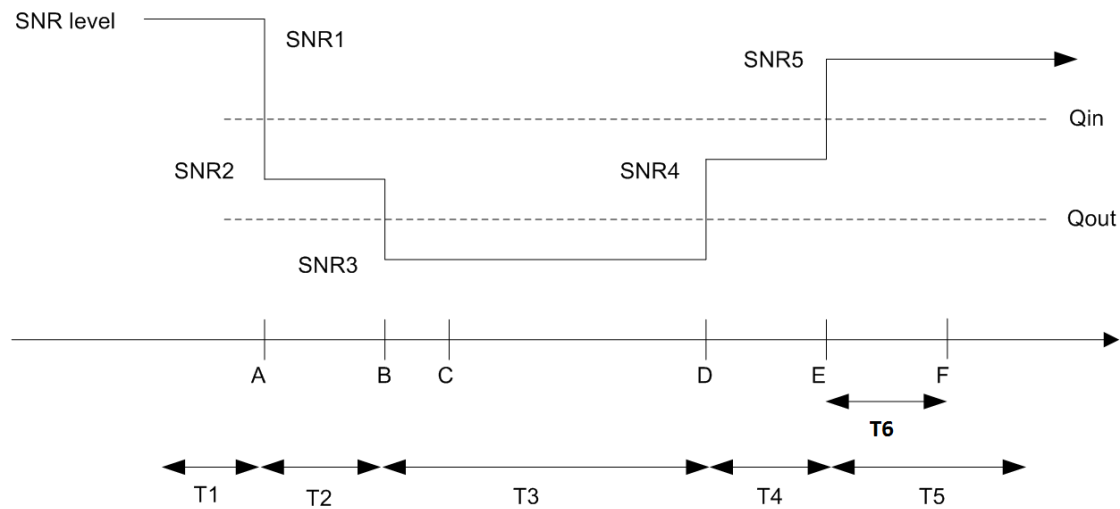 SNR level
SNR1
SNR5
Qin
SNR2
SNR4
Qout
SNR3
A B C D E F
T6
T1 T2 T3 T4 T5